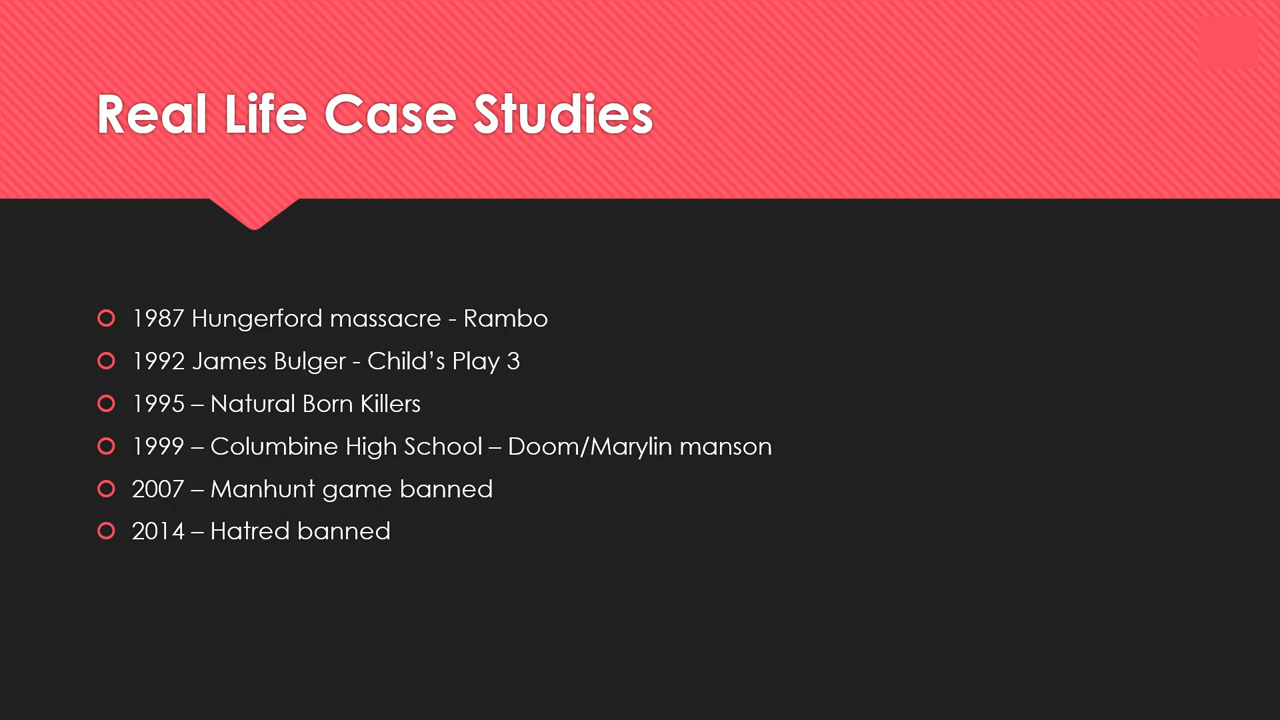 Real Life Case Studies
1987 Hungerford massacre - Rambo
1992 James Bulger - Child’s Play 3
1995 – Natural Born Killers
1999 – Columbine High School – Doom/Marylin manson
2007 – Manhunt game banned
2014 – Hatred banned